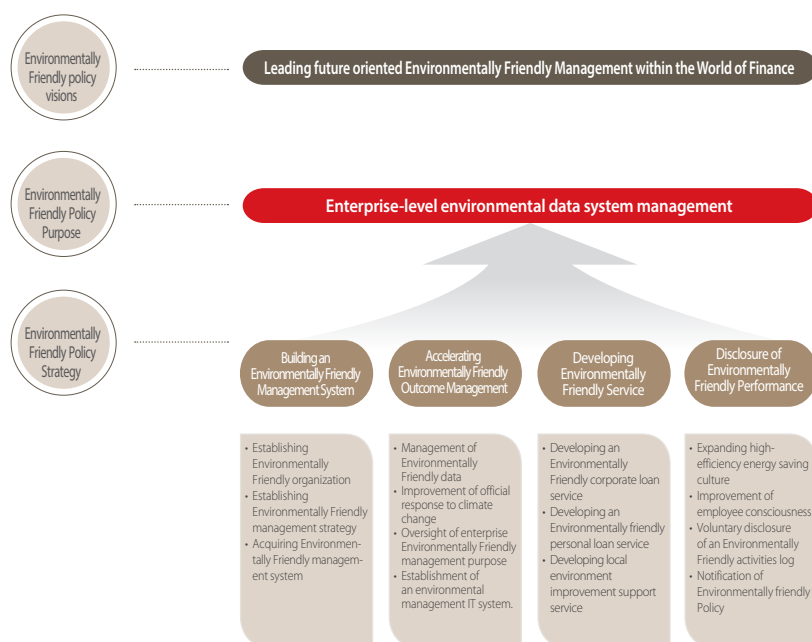 Environmentally
Friendly policy
visions
Leading future oriented Environmentally Friendly Management within the World of Finance
Environmentally
Friendly Policy
Purpose
Enterprise-level environmental data system management
Environmentally
Friendly Policy
Strategy
Building an
Environmentally Friendly
Management System
Accelerating
Environmentally Friendly
Outcome Management
Developing
Environmentally
Friendly Service
Disclosure of
Environmentally
Friendly Performance
• Establishing
Environmentally
Friendly organization
• Establishing
Environmentally Friendly
management strategy
• Acquiring Environmen-
tally Friendly managem-
ent system
• Management of
Environmentally
Friendly data
• Improvement of official
response to climate
change
• Oversight of enterprise
Environmentally Friendly
management purpose
• Establishment of
an environmental
management IT system.
• Developing an
Environmentally
Friendly corporate loan
service
• Developing an
Environmentally friendly
personal loan service
• Developing local
environment
improvement support
service
• Expanding high-
efficiency energy saving
culture
• Improvement of
employee consciousness
• Voluntary disclosure
of an Environmentally
Friendly activities log
• Notification of
Environmentally friendly
Policy